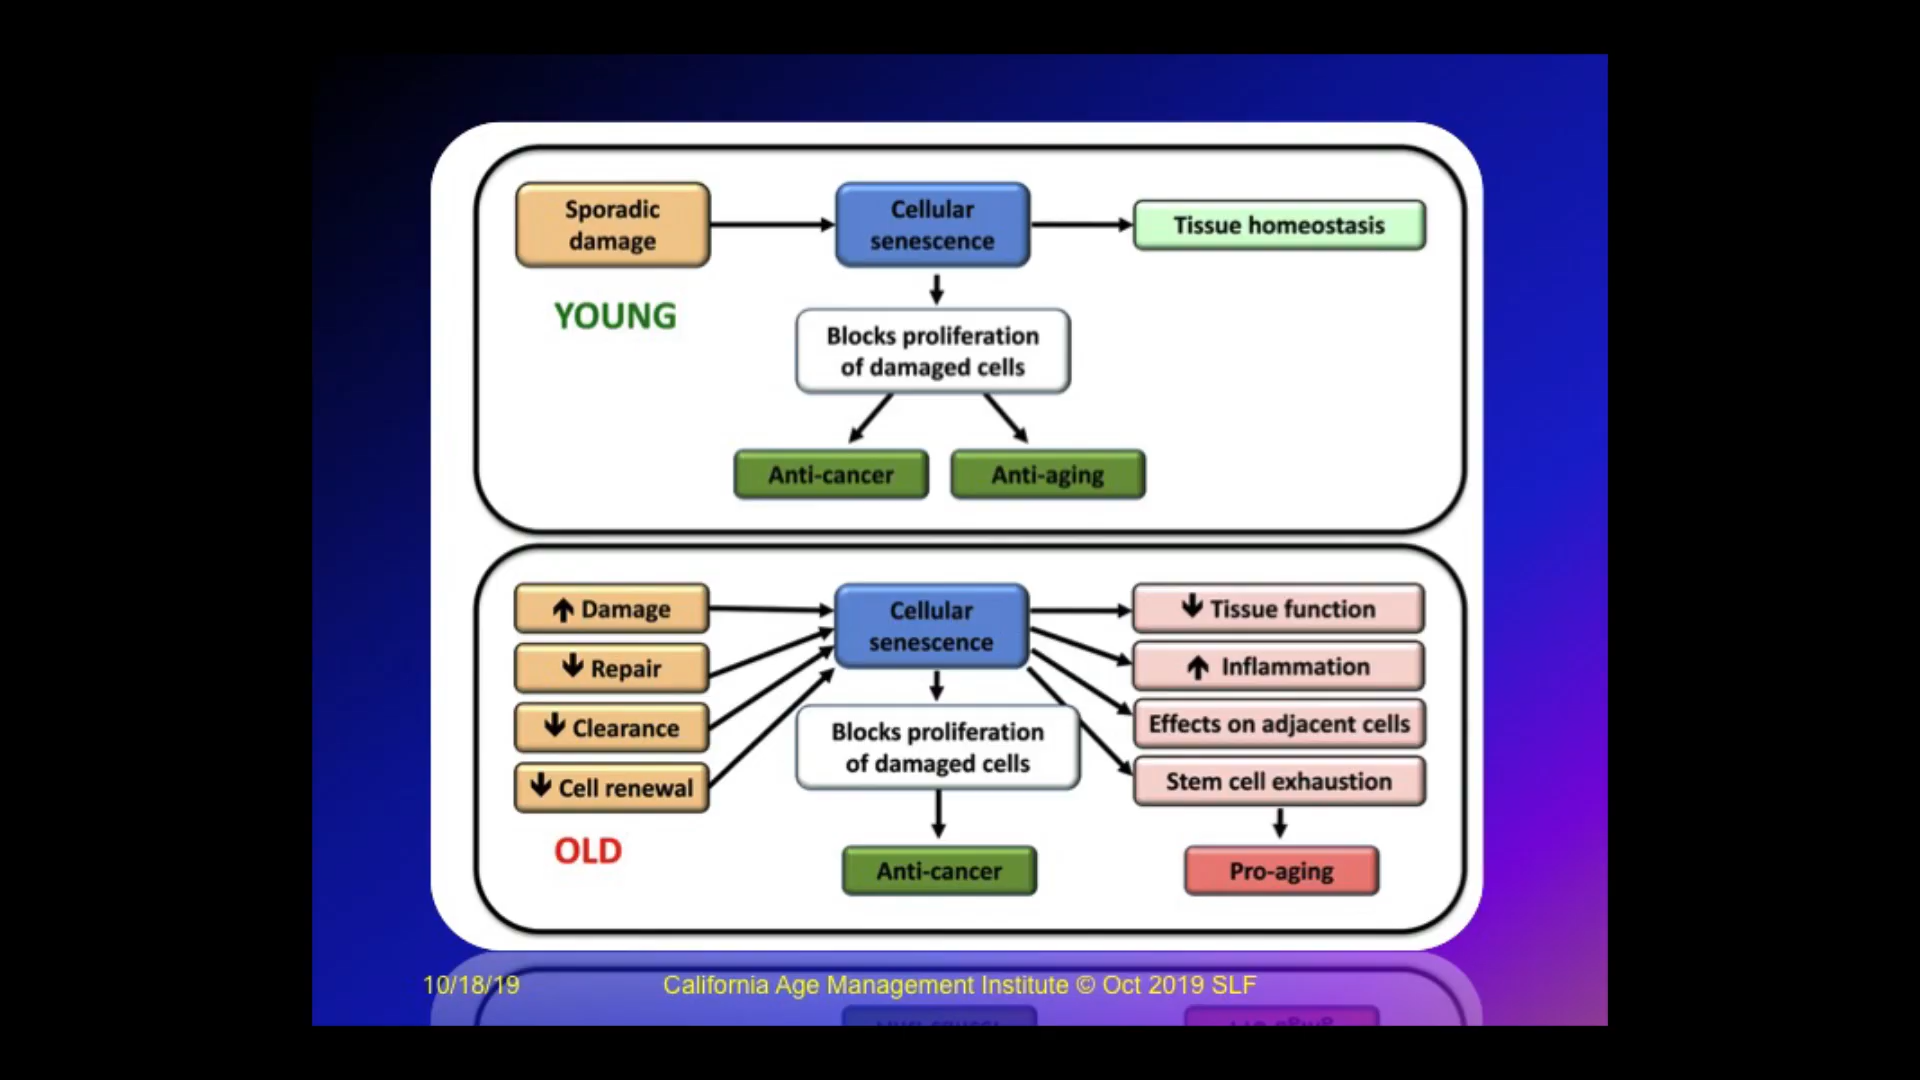 Sporadic
damage
Cellular
senescence
Tissue homeostasis
YOUNG
Blocks proliferation
of damaged cells
Anti-cancer
Anti-aging
↑ Damage
↓ Repair
↓ Clearance
↓ Cell renewal
OLD
Cellular
senescence
Blocks proliferation
of damaged cells
Anti-cancer
↓ Tissue function
↑ Inflammation
Effects on adjacent cells
Stem cell exhaustion
Pro-aging
10/18/19
California Age Management Institute © Oct 2019 SLF